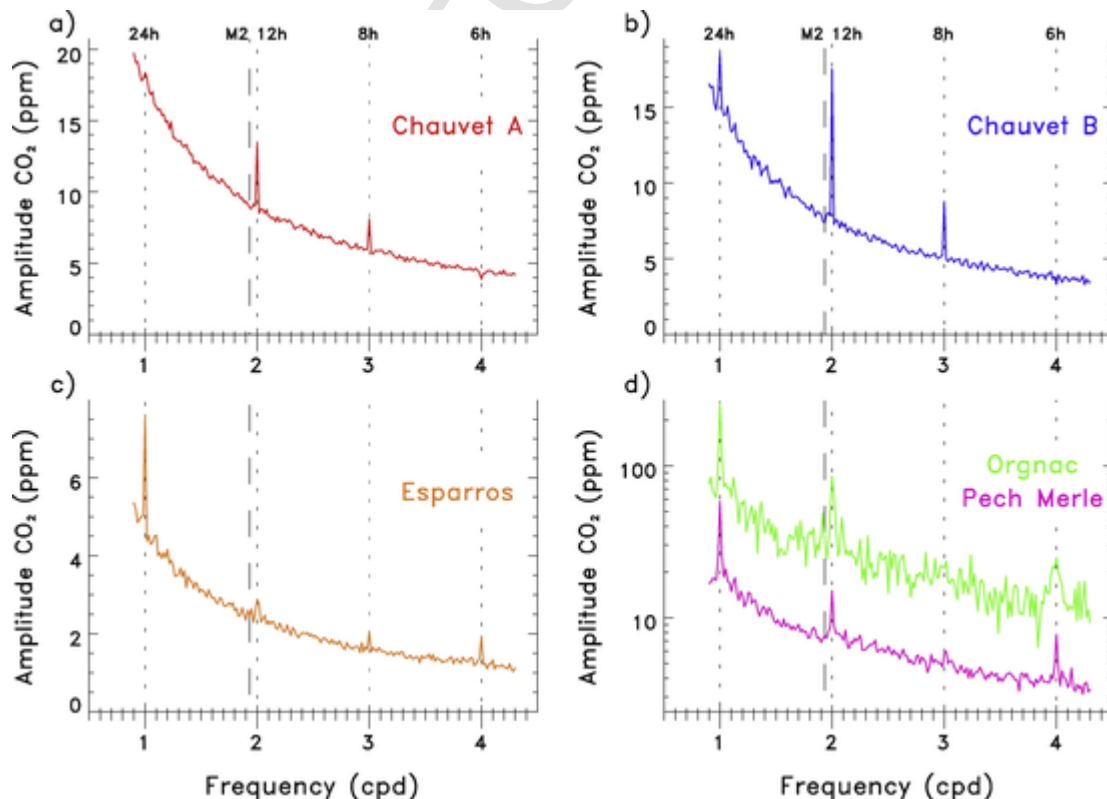 a)
24h M2 12h 8h 6h
20
15
10
5
0
Amplitude CO₂ (ppm)
Chauvet A
1 2 3 4
b)
24h M2 12h 8h 6h
15
10
5
0
Amplitude CO₂ (ppm)
Chauvet B
1 2 3 4
c)
6
4
2
0
Amplitude CO₂ (ppm)
Esparros
1 2 3 4
Frequency (cpd)
d)
100
10
Amplitude CO₂ (ppm)
Orgnac
Pech Merle
1 2 3 4
Frequency (cpd)